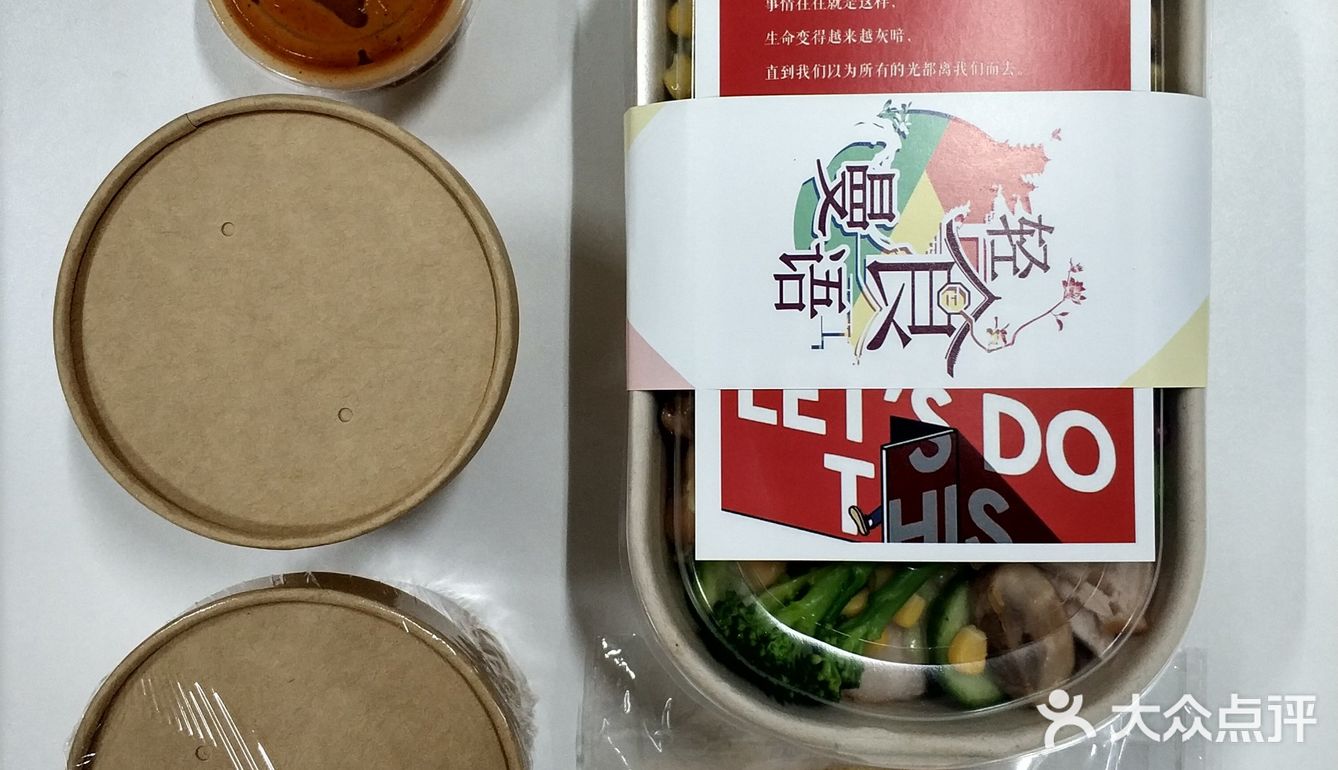 事情往往就是这样，
生命变得越来越灰暗，
直到我们以为所有的光都离我们而去。
轻食
曼语
LET'S DO
THIS
大众点评